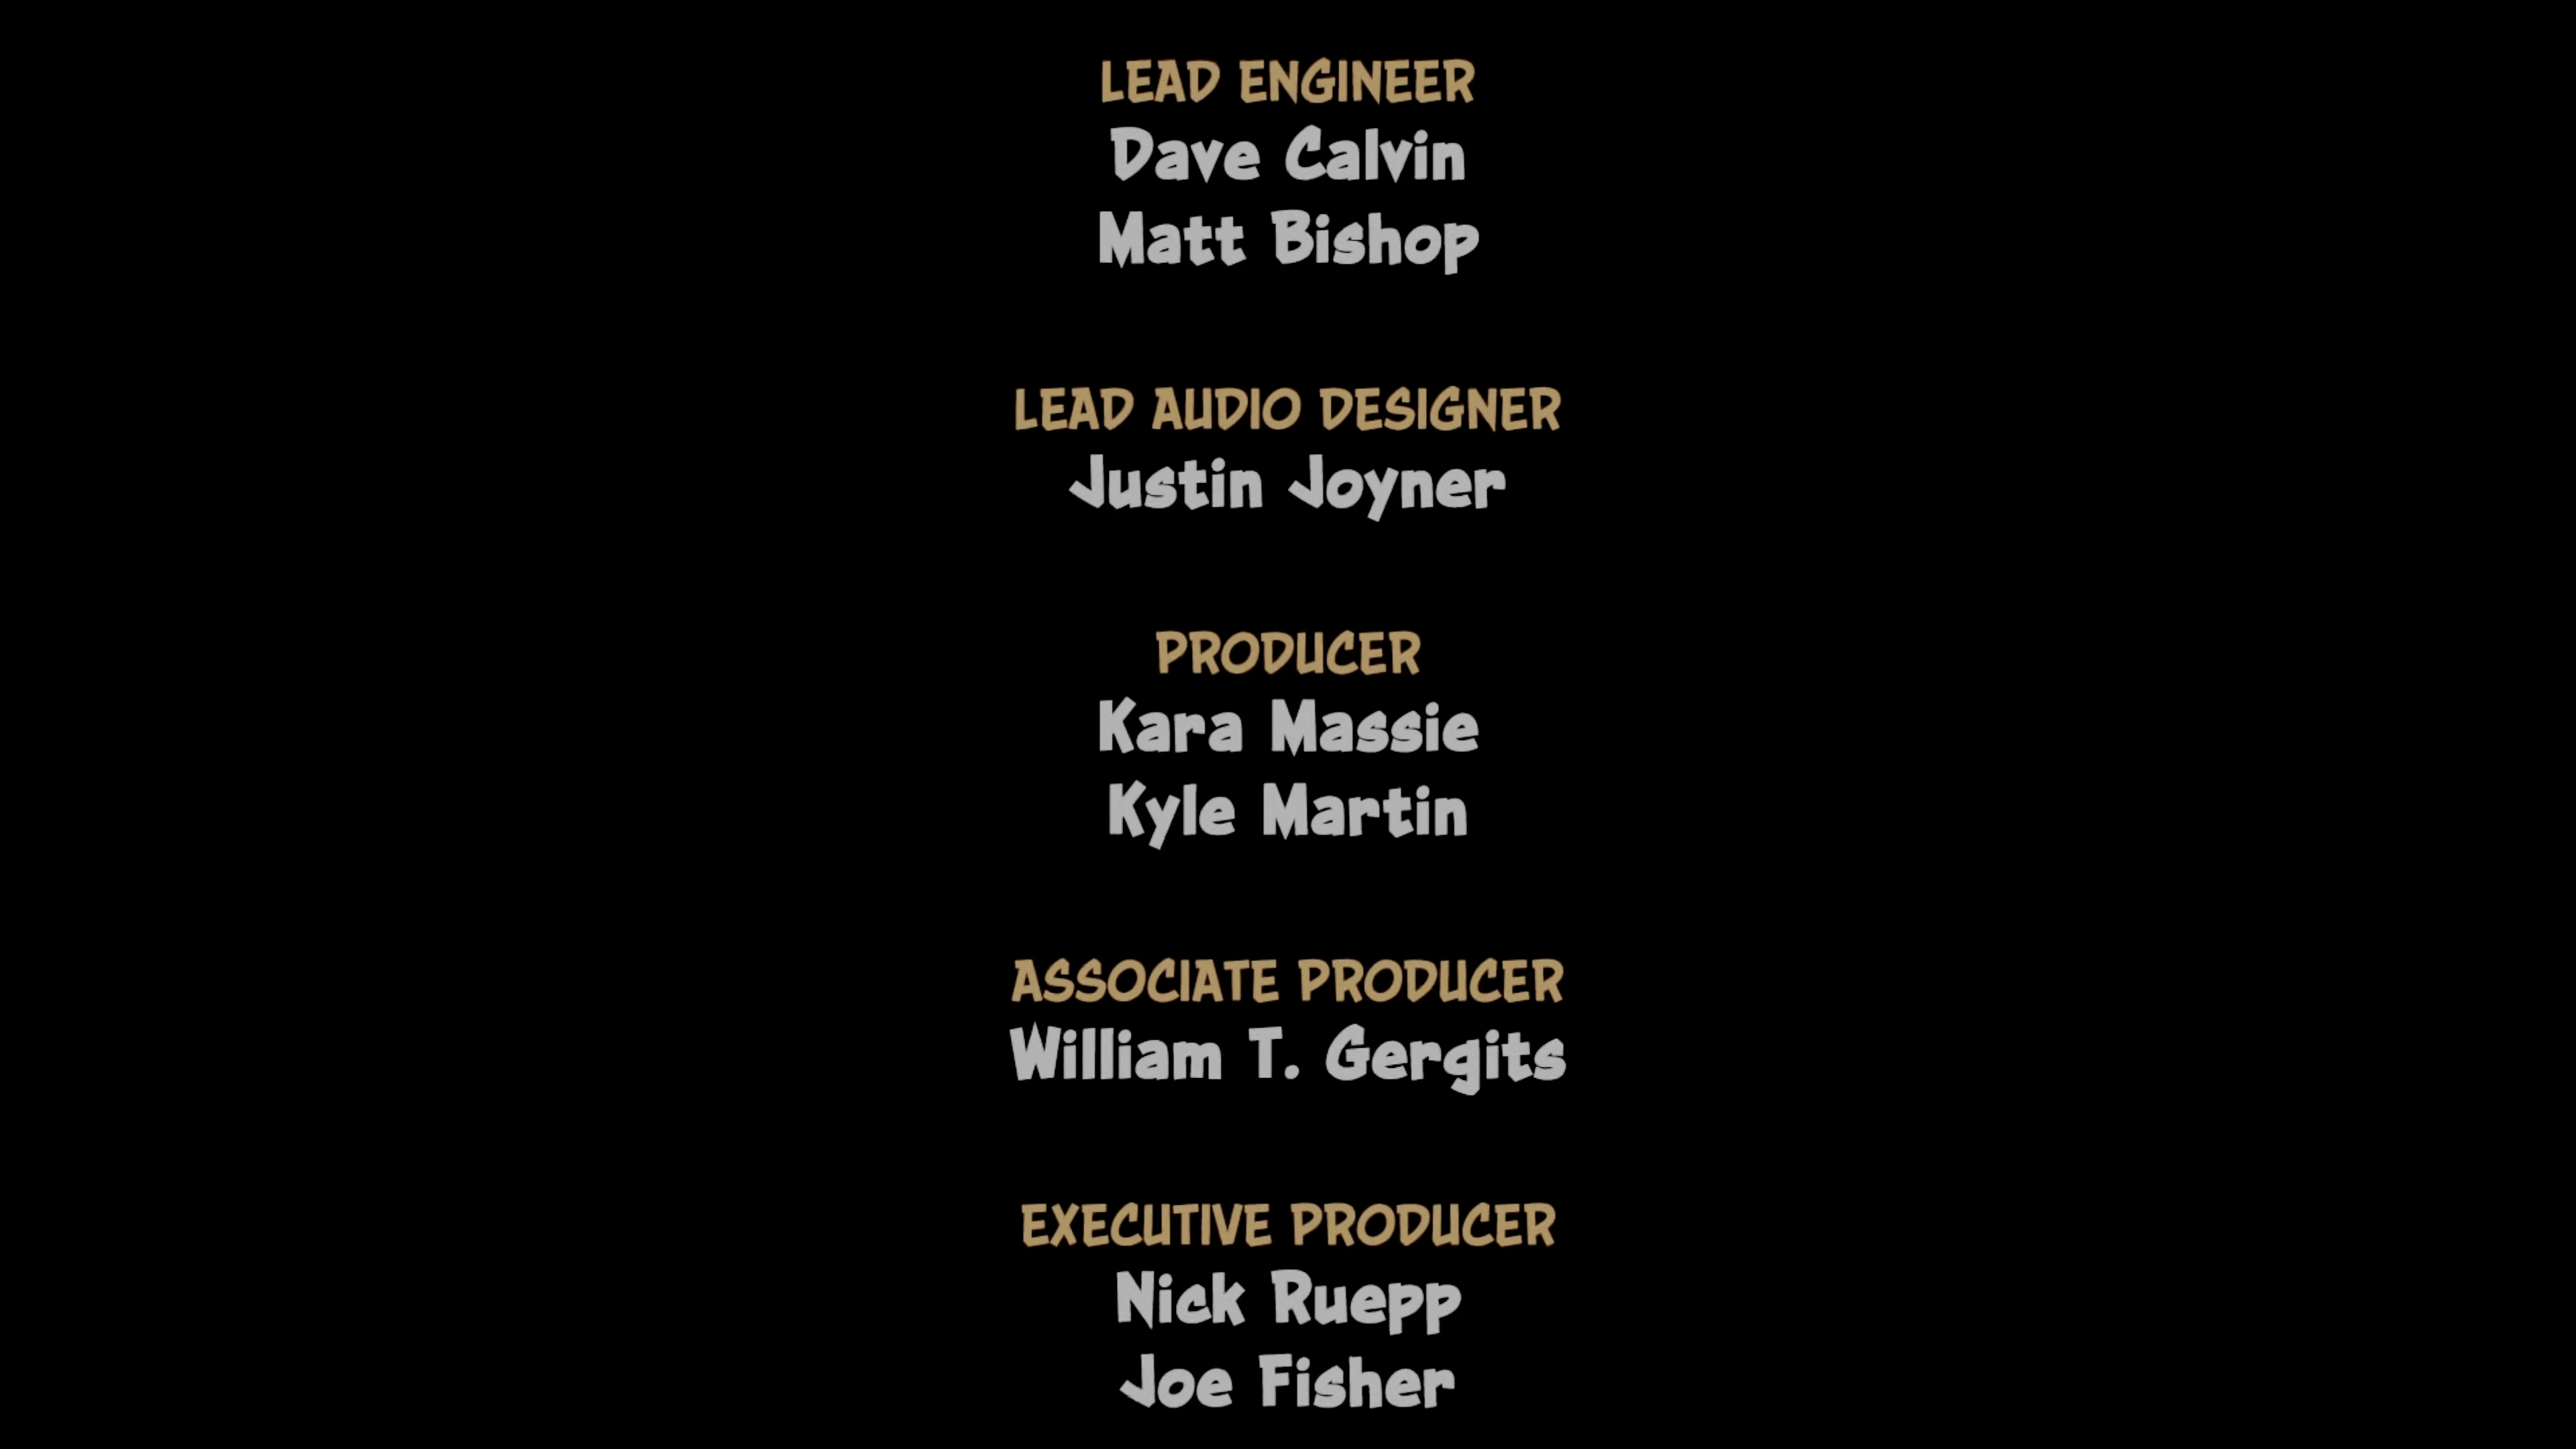 LEAD ENGINEER
Dave Calvin
Matt Bishop
LEAD AUDIO DESIGNER
Justin Joyner
PRODUCER
Kara Massie
Kyle Martin
ASSOCIATE PRODUCER
William T. Gergits
EXECUTIVE PRODUCER
Nick Ruepp
Joe Fisher